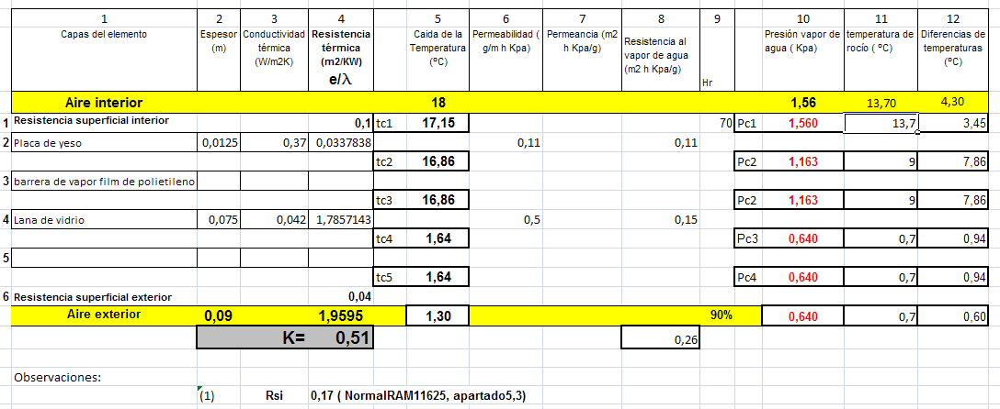 1 2 3 4 5 6 7 8 9 10 11 12
Capas del elemento Espesor (m) Conductividad térmica (W/m2K) Resistencia térmica (m2/KW) e/λ Caida de la Temperatura (ºC) Permeabilidad ( g/m h Kpa) Permeancia (m2 h Kpa/g) Resistencia al vapor de agua (m2 h Kpa/g) Hr Presión vapor de agua ( Kpa) temperatura de rocío ( ºC) Diferencias de temperaturas (ºC)
Aire interior 18 1,56 13,70 4,30
1 Resistencia superficial interior 0,1 tc1 17,15 70 Pc1 1,560 13,7 3,45
2 Placa de yeso 0,0125 0,37 0,0337838 0,11 0,11
tc2 16,86 Pc2 1,163 9 7,86
3 barrera de vapor film de polietileno
tc3 16,86 Pc2 1,163 9 7,86
4 Lana de vidrio 0,075 0,042 1,7857143 0,5 0,15
tc4 1,64 Pc3 0,640 0,7 0,94
5
tc5 1,64 Pc4 0,640 0,7 0,94
6 Resistencia superficial exterior 0,04
Aire exterior 0,09 1,9595 1,30 90% 0,640 0,7 0,60
K= 0,51 0,26
Observaciones:
(1) Rsi 0,17 ( NormaIRAM11625, apartado5,3)